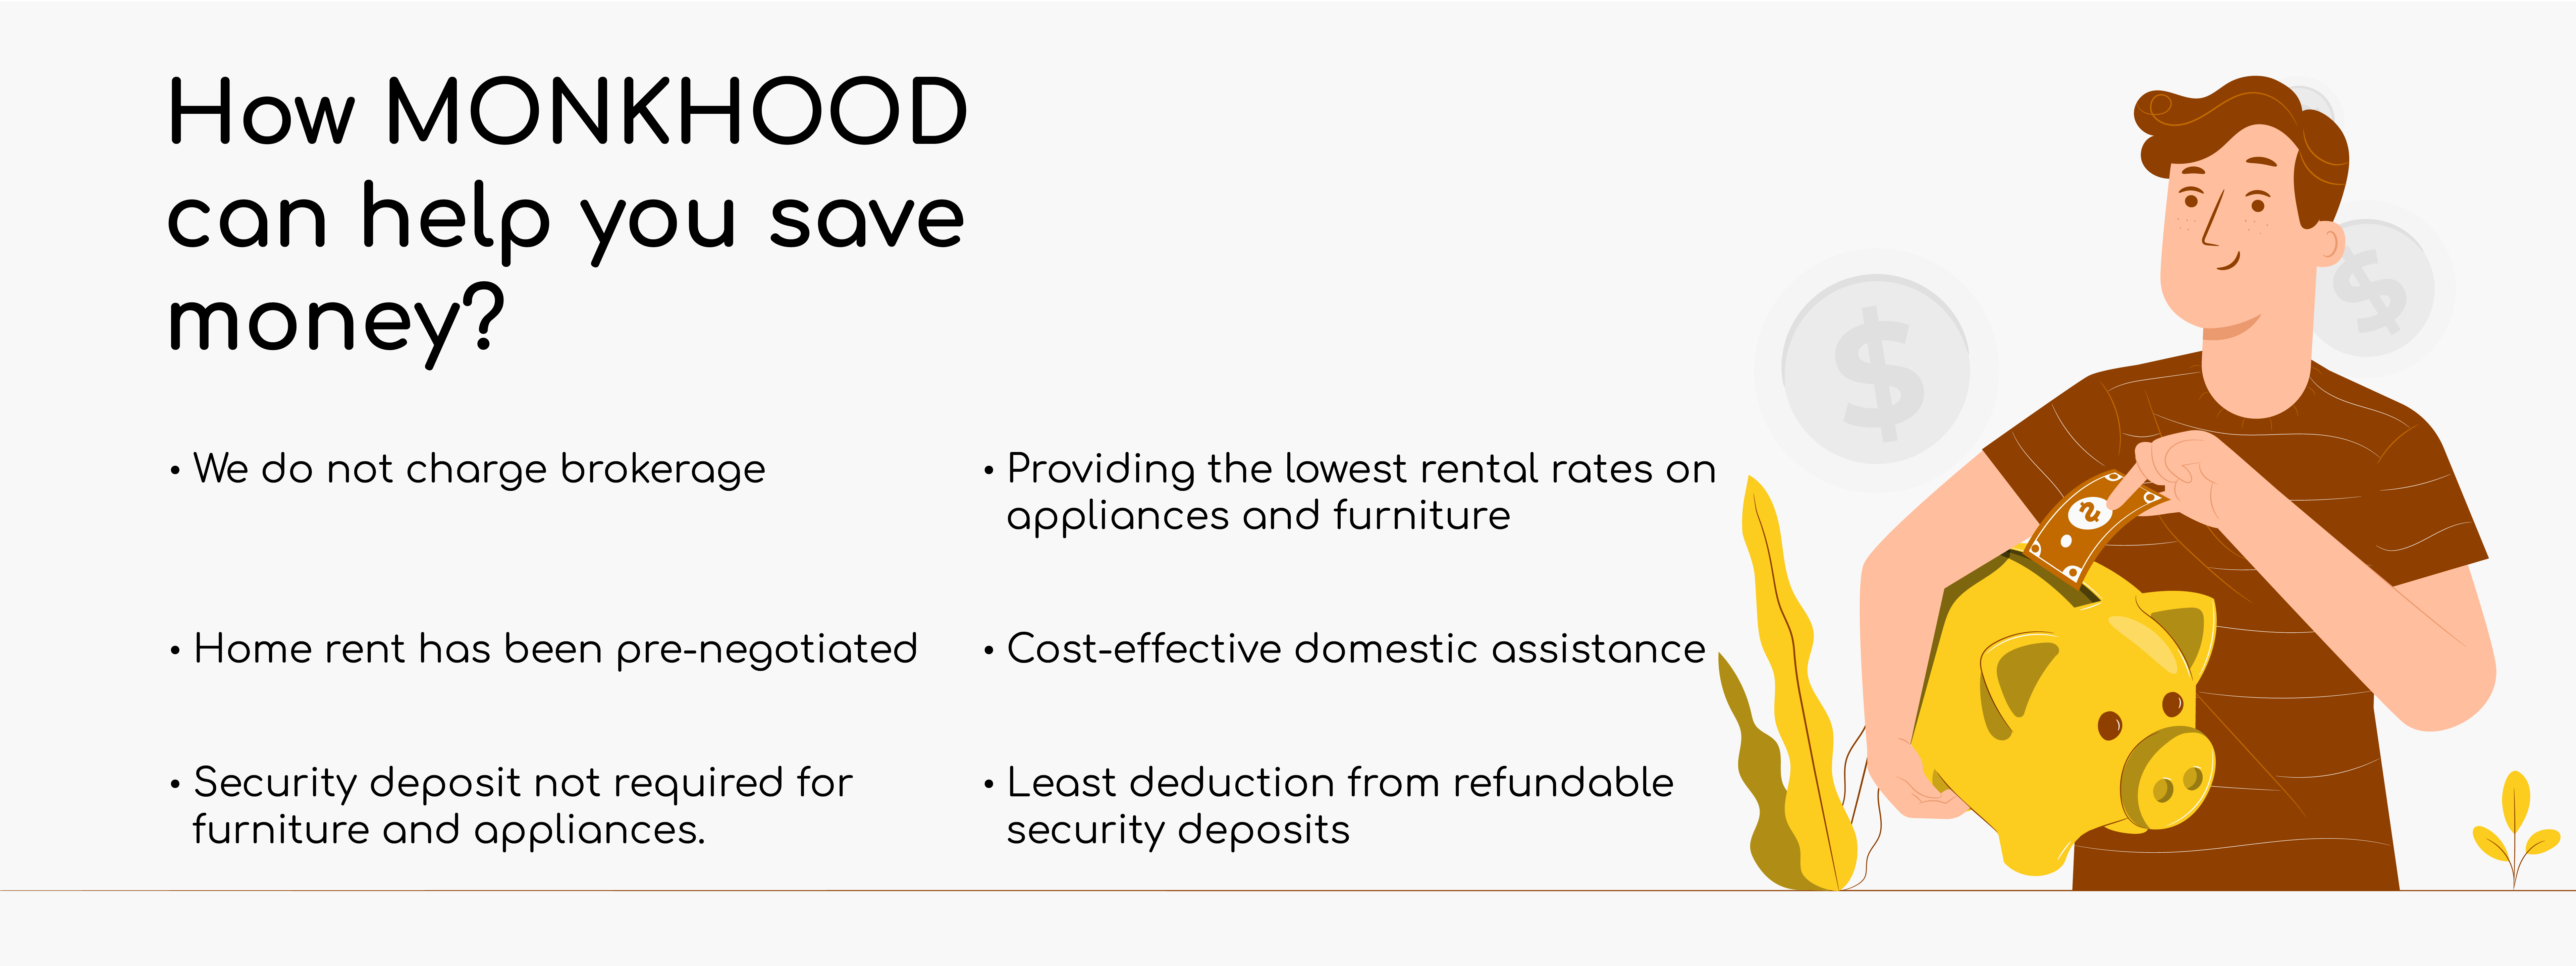 How MONKHOOD
can help you save
money?
• We do not charge brokerage
• Home rent has been pre-negotiated
• Security deposit not required for
furniture and appliances.
• Providing the lowest rental rates on
appliances and furniture
• Cost-effective domestic assistance
• Least deduction from refundable
security deposits
$
$